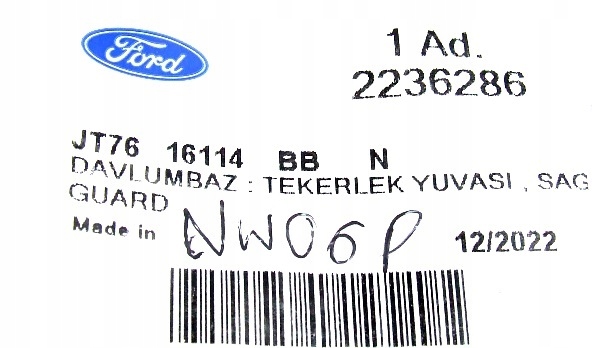 Ford
1 Ad.
2236286
JT76 16114 BB N
DAVLUMBAZ : TEKERLEK YUVASI , SAG
GUARD
Made in NW06P 12/2022